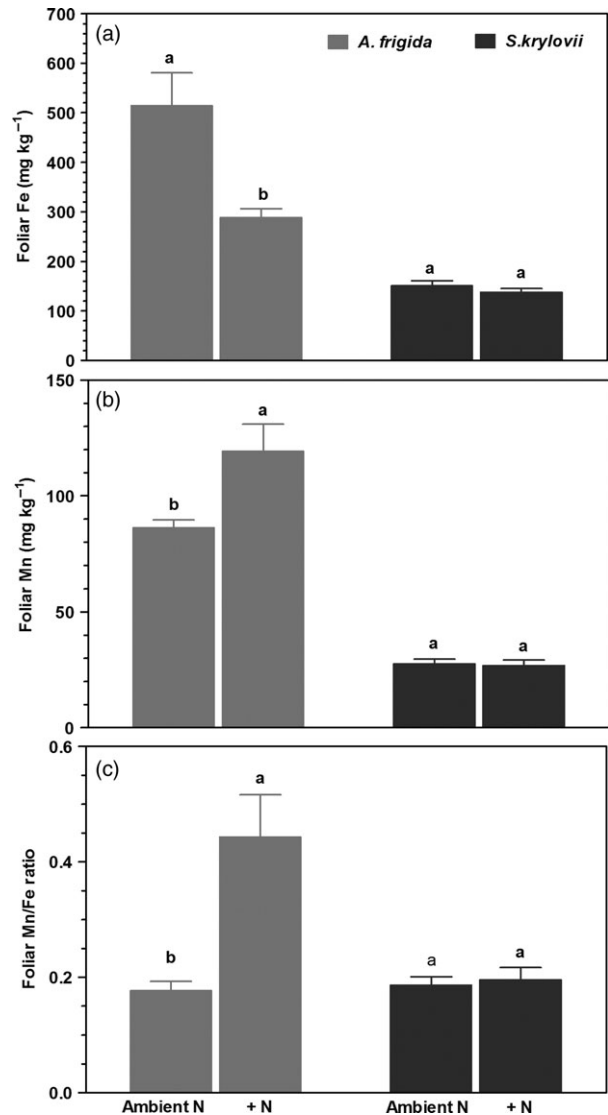 (a)
A. frigida
S.krylovii
Foliar Fe (mg kg⁻¹)
700
600
500
400
300
200
100
0
a
b
a
a
(b)
Foliar Mn (mg kg⁻¹)
150
100
50
0
b
a
a
a
(c)
Foliar Mn/Fe ratio
0.6
0.4
0.2
0.0
b
a
a
a
Ambient N + N Ambient N + N